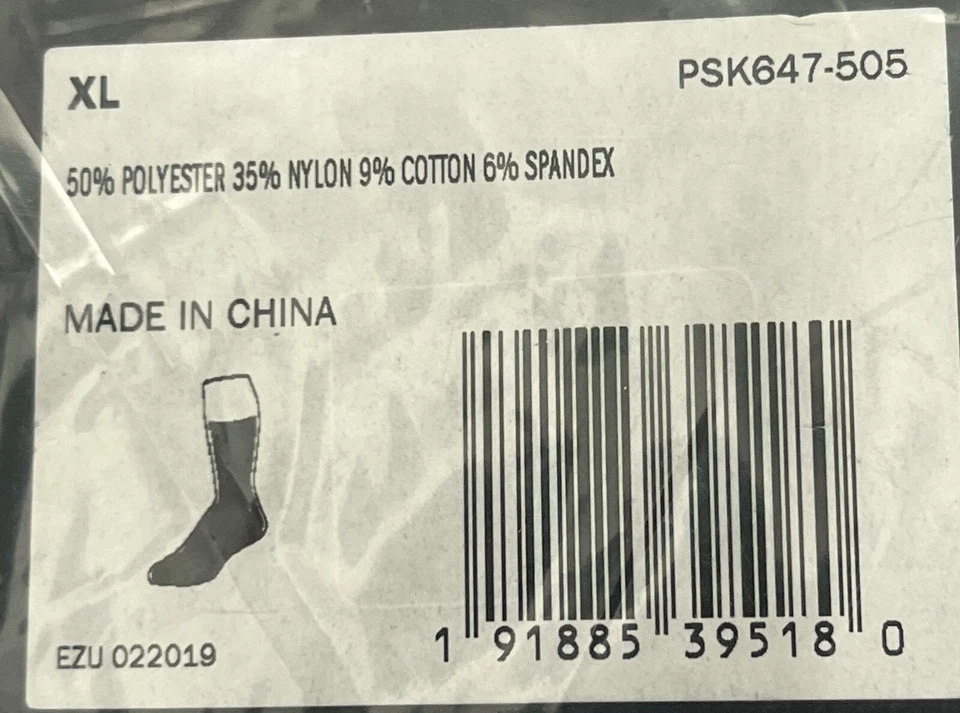 XL
PSK647-505
50% POLYESTER 35% NYLON 9% COTTON 6% SPANDEX
MADE IN CHINA
EZU 022019
1 91885 39518 0